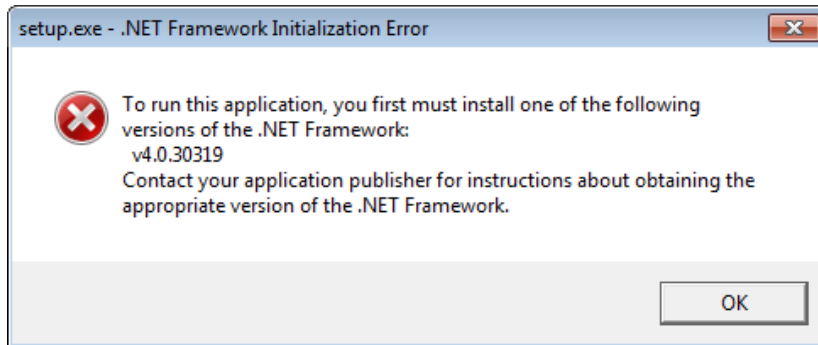 setup.exe - .NET Framework Initialization Error
To run this application, you first must install one of the following
versions of the .NET Framework:
v4.0.30319
Contact your application publisher for instructions about obtaining the
appropriate version of the .NET Framework.
OK